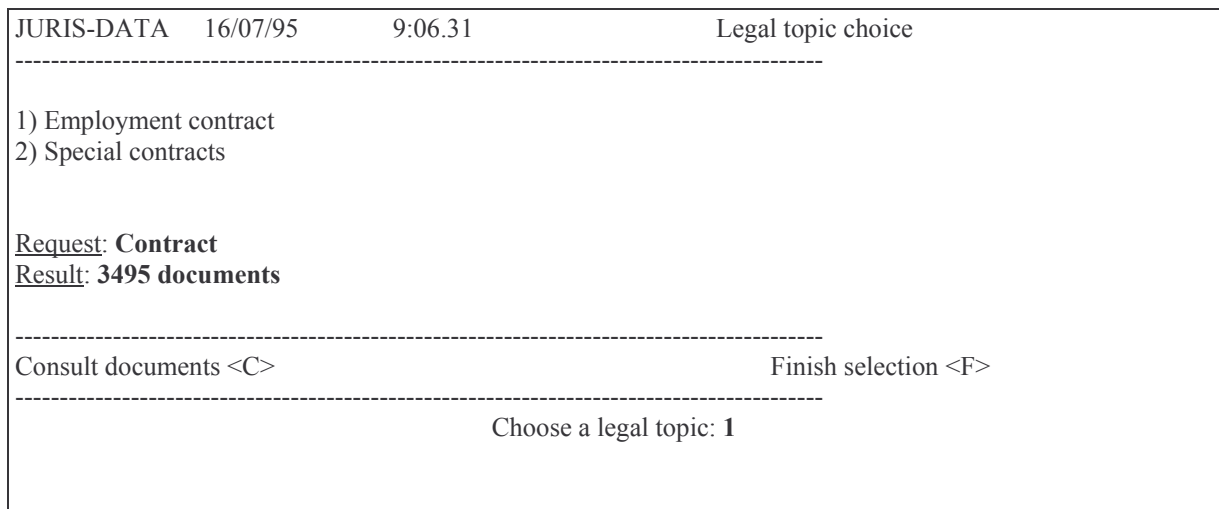 JURIS-DATA 16/07/95 9:06.31 Legal topic choice
-------------------------------------------------------------------------------------------
1) Employment contract
2) Special contracts
Request: Contract
Result: 3495 documents
-------------------------------------------------------------------------------------------
Consult documents <C> Finish selection <F>
-------------------------------------------------------------------------------------------
Choose a legal topic: 1